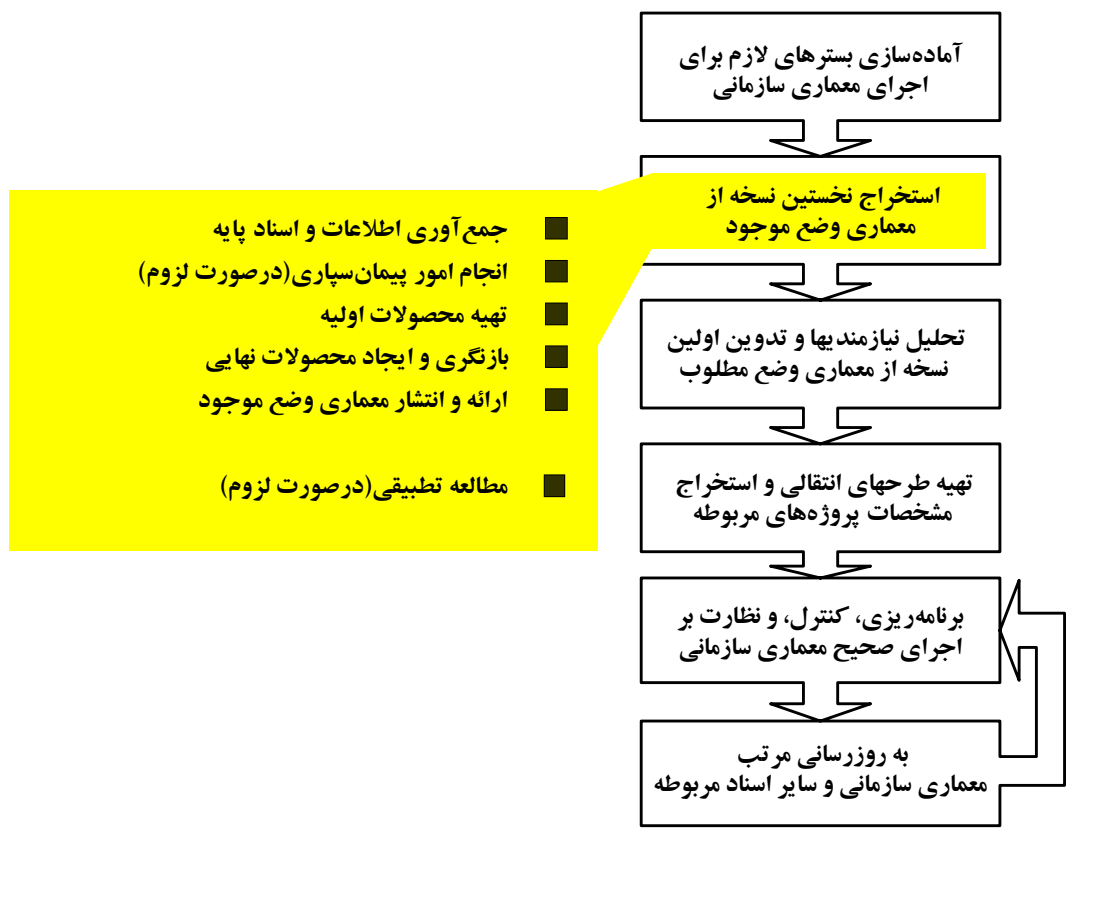 آماده‌سازی بسترهای لازم برای
اجرای معماری سازمانی
استخراج نخستین نسخه از
معماری وضع موجود
جمع‌آوری اطلاعات و اسناد پایه
انجام امور پیمان‌سپاری(درصورت لزوم)
تهیه محصولات اولیه
بازنگری و ایجاد محصولات نهایی
ارائه و انتشار معماری وضع موجود
مطالعه تطبیقی(درصورت لزوم)
تحلیل نیازمندیها و تدوین اولین
نسخه از معماری وضع مطلوب
تهیه طرحهای انتقالی و استخراج
مشخصات پروژه‌های مربوطه
برنامه‌ریزی، کنترل، و نظارت بر
اجرای صحیح معماری سازمانی
به روزرسانی مرتب
معماری سازمانی و سایر اسناد مربوطه